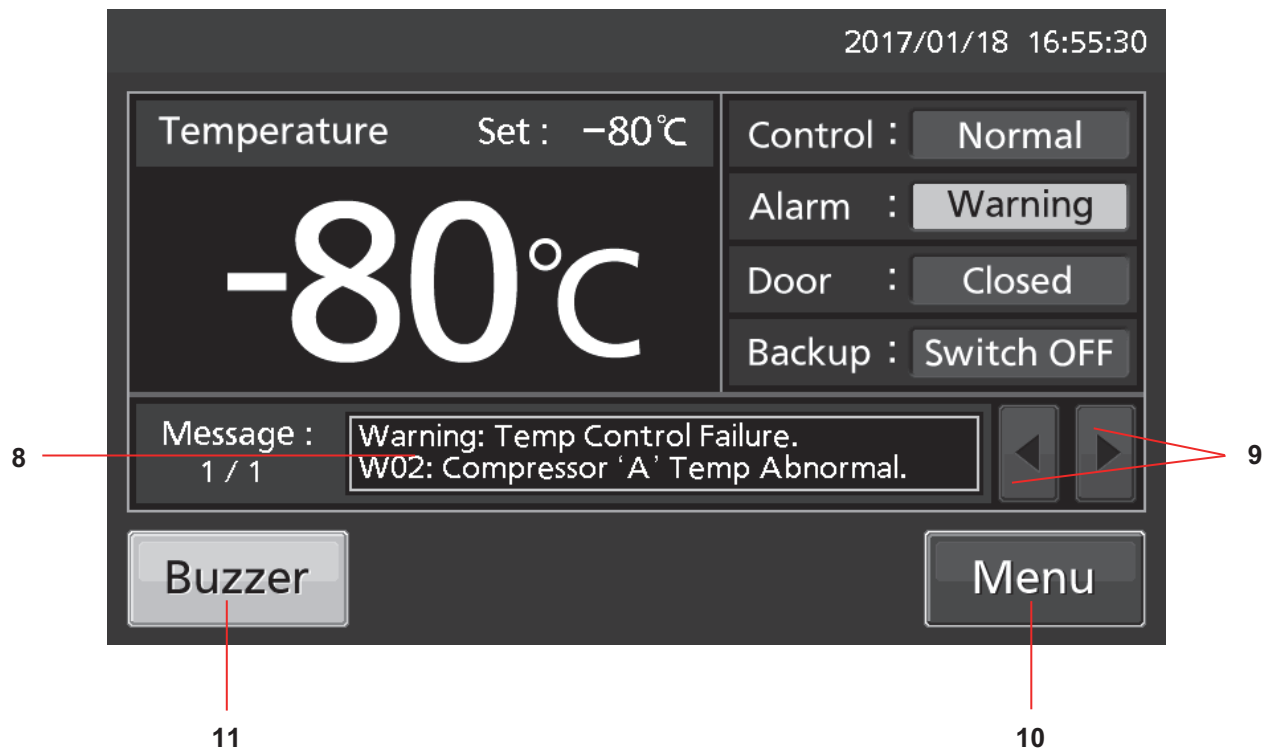 2017/01/18 16:55:30
Temperature Set : −80℃
-80℃
Control : Normal
Alarm : Warning
Door : Closed
Backup : Switch OFF
Message :
1 / 1
Warning: Temp Control Failure.
W02: Compressor ‘A’ Temp Abnormal.
8
9
Buzzer
Menu
11
10